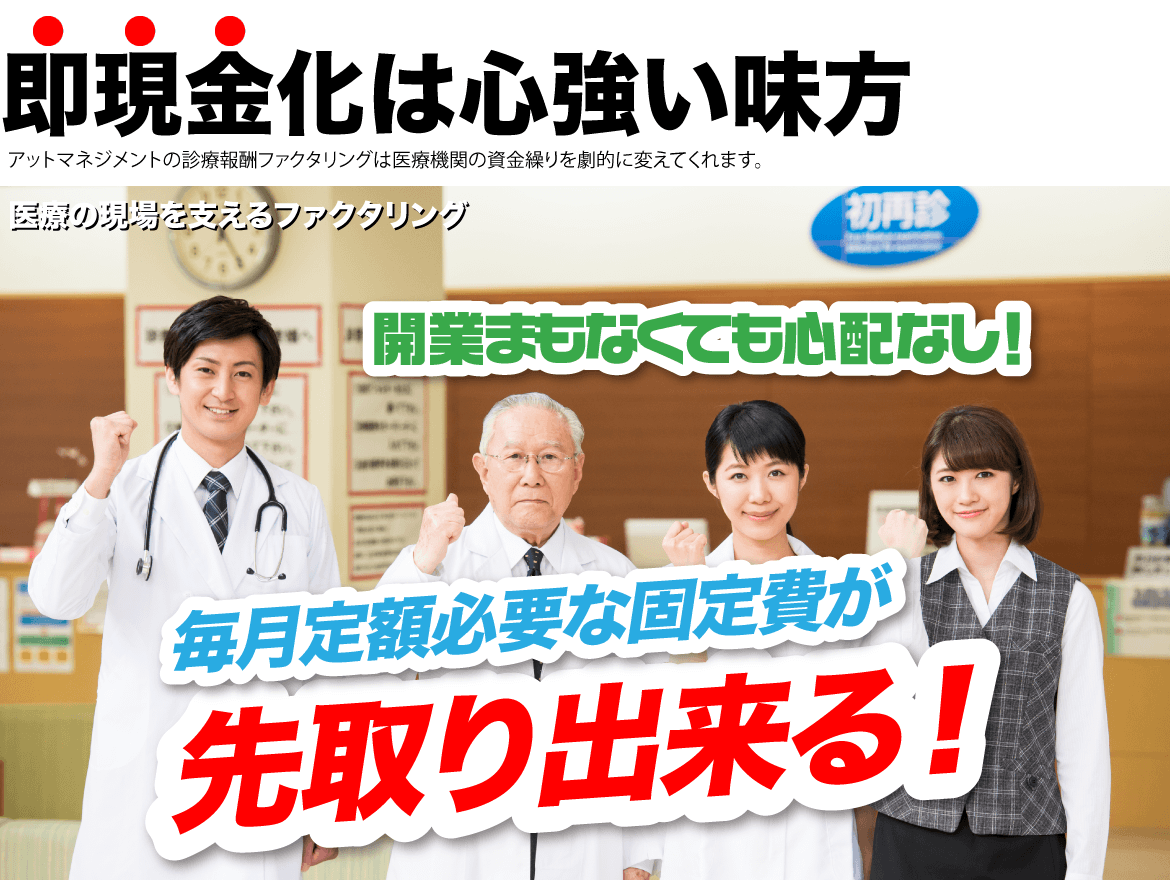 即現金化は心強い味方
アットマネジメントの診療報酬ファクタリングは医療機関の資金繰りを劇的に変えてくれます。
医療の現場を支えるファクタリング
初再診
開業まもなくても心配なし!
毎月定額必要な固定費が
先取り出来る!